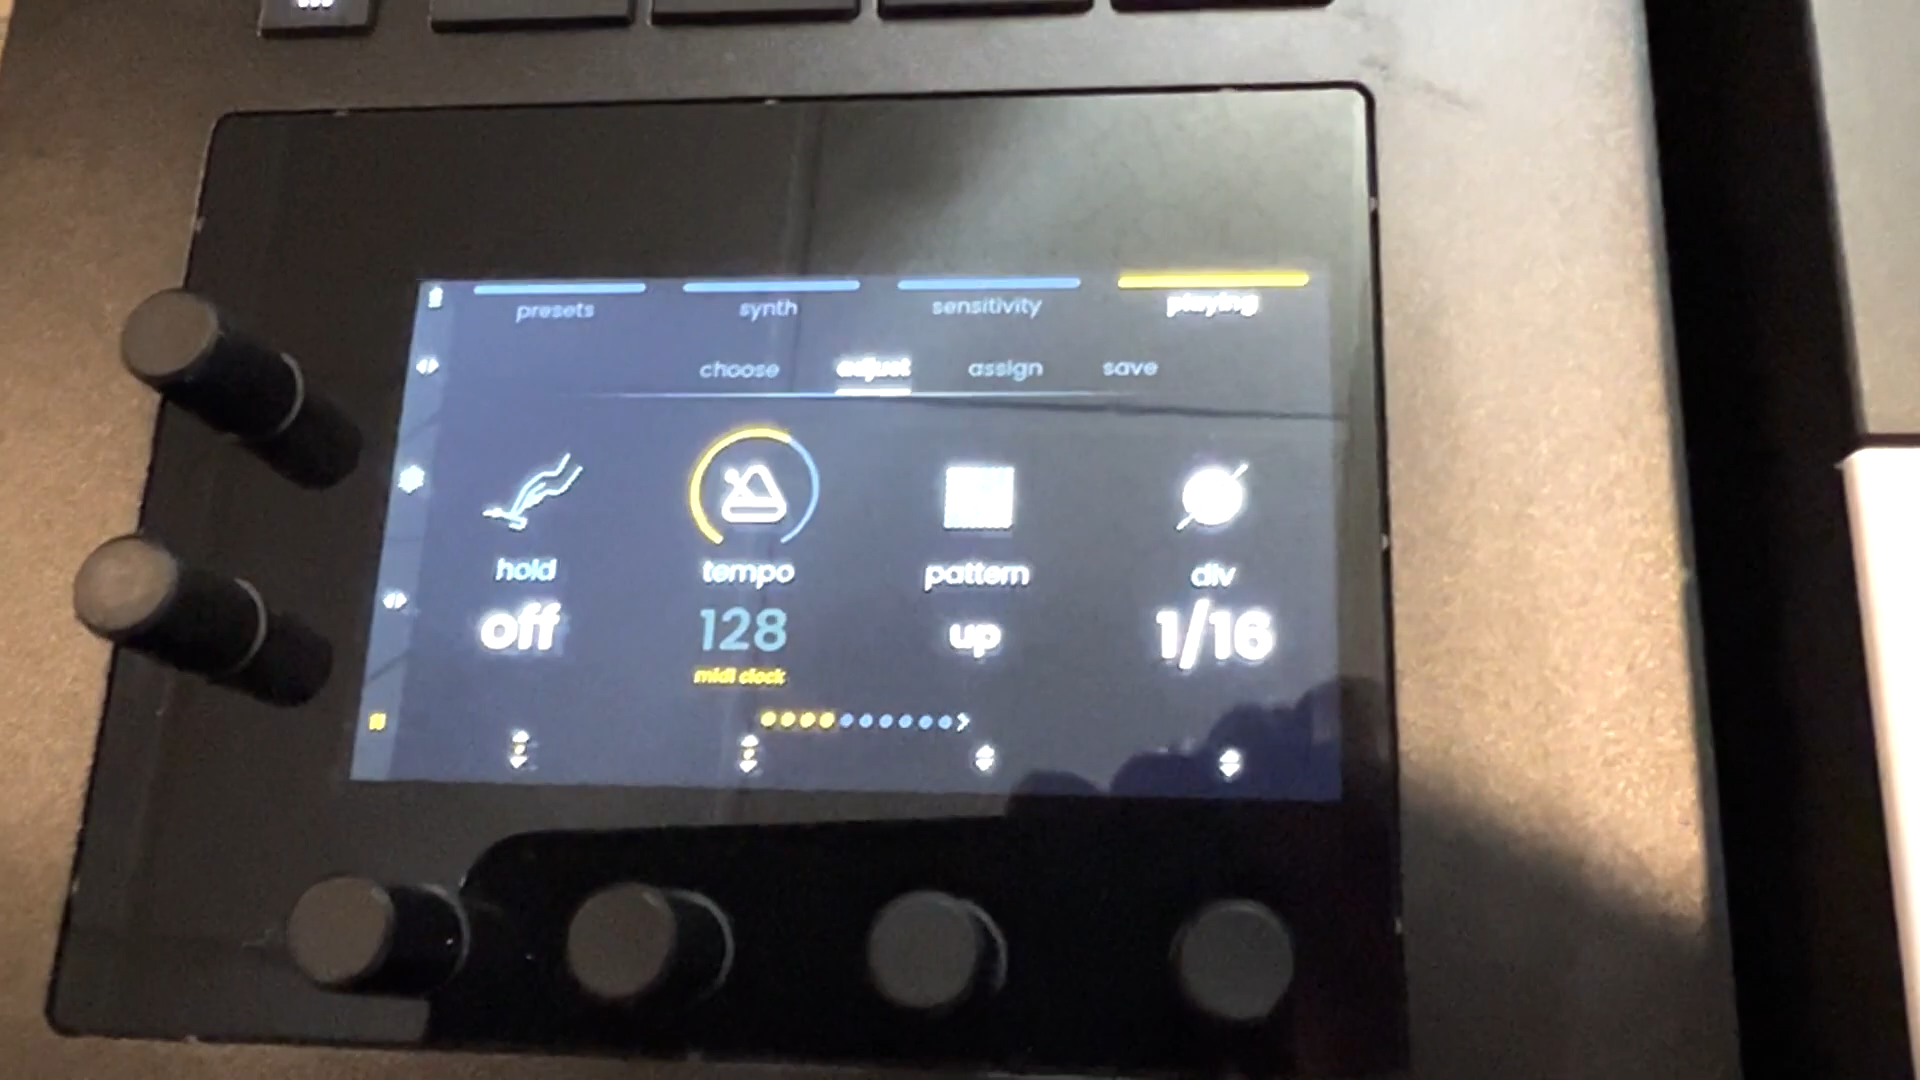 presets synth sensitivity playing
choose adjust assign save
hold tempo pattern div
off 128 up 1/16
midi clock